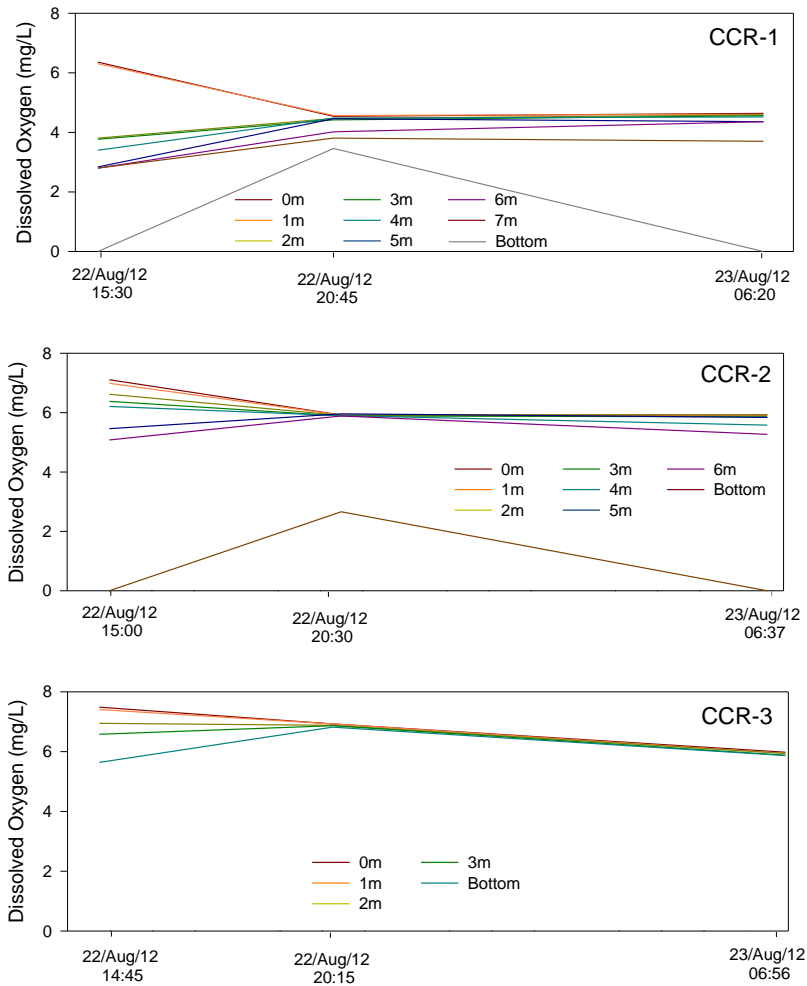 CCR-1
Dissolved Oxygen (mg/L)
8
6
4
2
0
0m 3m 6m
1m 4m 7m
2m 5m Bottom
22/Aug/12 22/Aug/12 23/Aug/12
15:30 20:45 06:20
CCR-2
Dissolved Oxygen (mg/L)
8
6
4
2
0
0m 3m 6m
1m 4m Bottom
2m 5m
22/Aug/12 22/Aug/12 23/Aug/12
15:00 20:30 06:37
CCR-3
Dissolved Oxygen (mg/L)
8
6
4
2
0
0m 3m
1m Bottom
2m
22/Aug/12 22/Aug/12 23/Aug/12
14:45 20:15 06:56